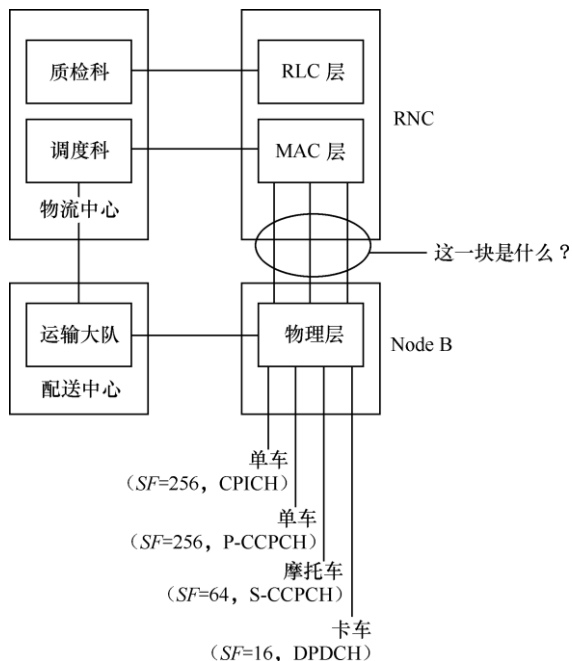 质检科
RLC 层
RNC
调度科
MAC 层
物流中心
这一块是什么？
运输大队
物理层
Node B
配送中心
单车
（SF=256，CPICH）
单车
（SF=256，P-CCPCH）
摩托车
（SF=64，S-CCPCH）
卡车
（SF=16，DPDCH）